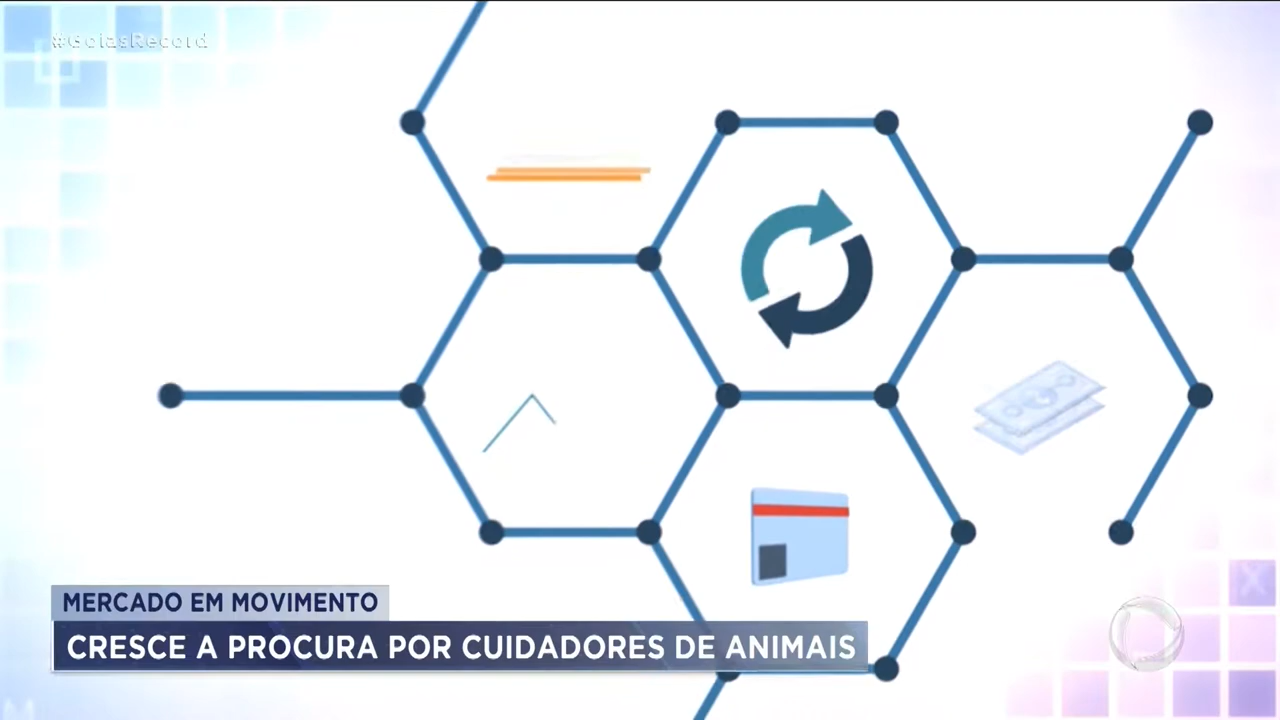 #GoiasRecord
MERCADO EM MOVIMENTO
CRESCE A PROCURA POR CUIDADORES DE ANIMAIS